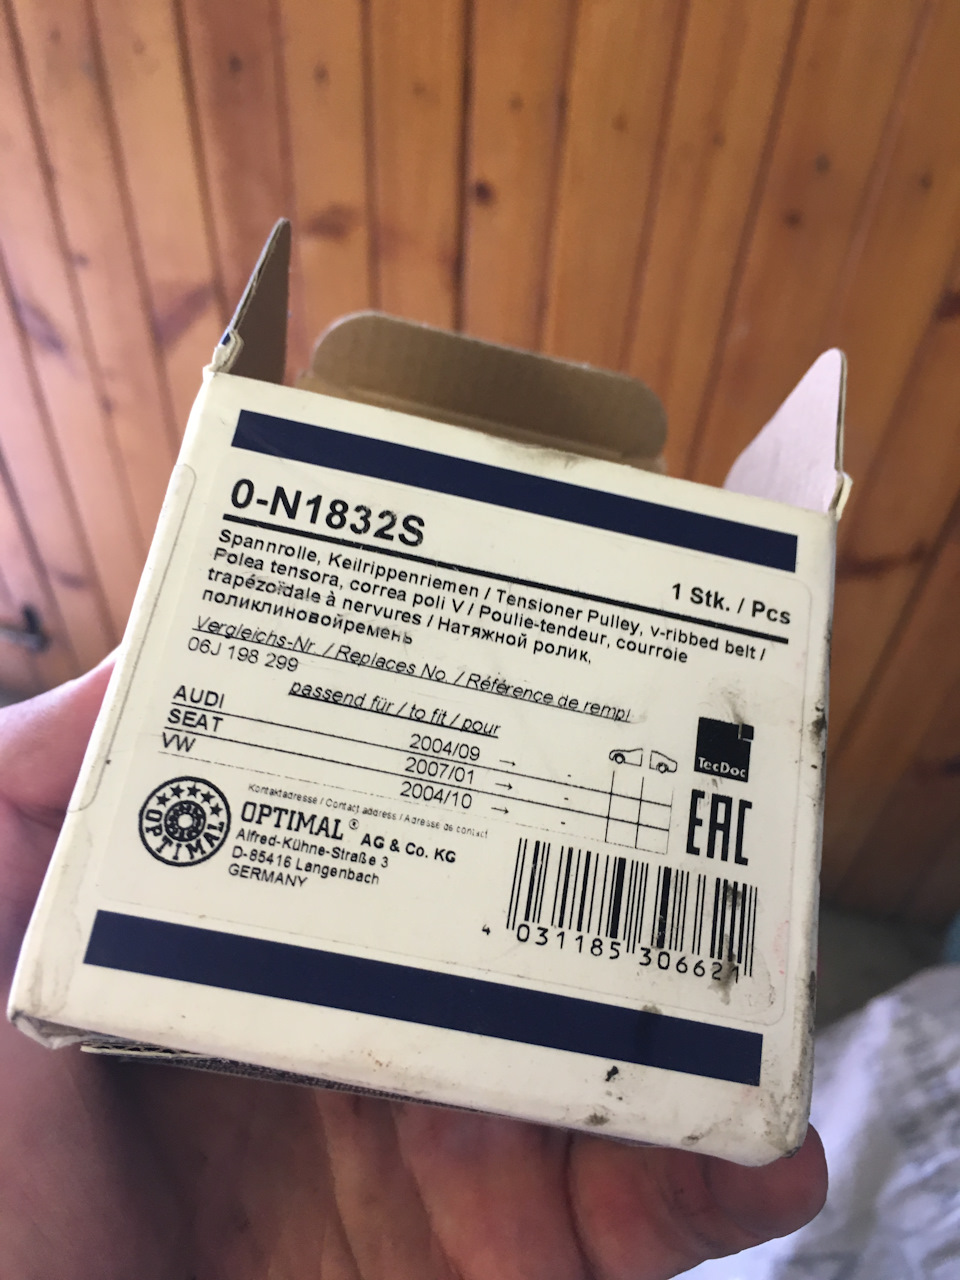 0-N1832S
1 Stk. / Pcs
Spannrolle, Keilrippenriemen / Tensioner Pulley, v-ribbed belt /
Polea tensora, correa poli V / Poulie-tendeur, courroie
trapézoïdale à nervures / Натяжной ролик,
поликлиновойремень
Vergleichs-Nr. / Replaces No. / Référence de rempl
06J 198 299
passend für / to fit / pour
AUDI 2004/09 → -
SEAT 2007/01 → -
VW 2004/10 → -
TecDoc
EAC
Kontaktadresse / Contact address / Adresse de contact
OPTIMAL ® AG & Co. KG
Alfred-Kühne-Straße 3
D-85416 Langenbach
GERMANY
OPTIMAL
4 031185 306621